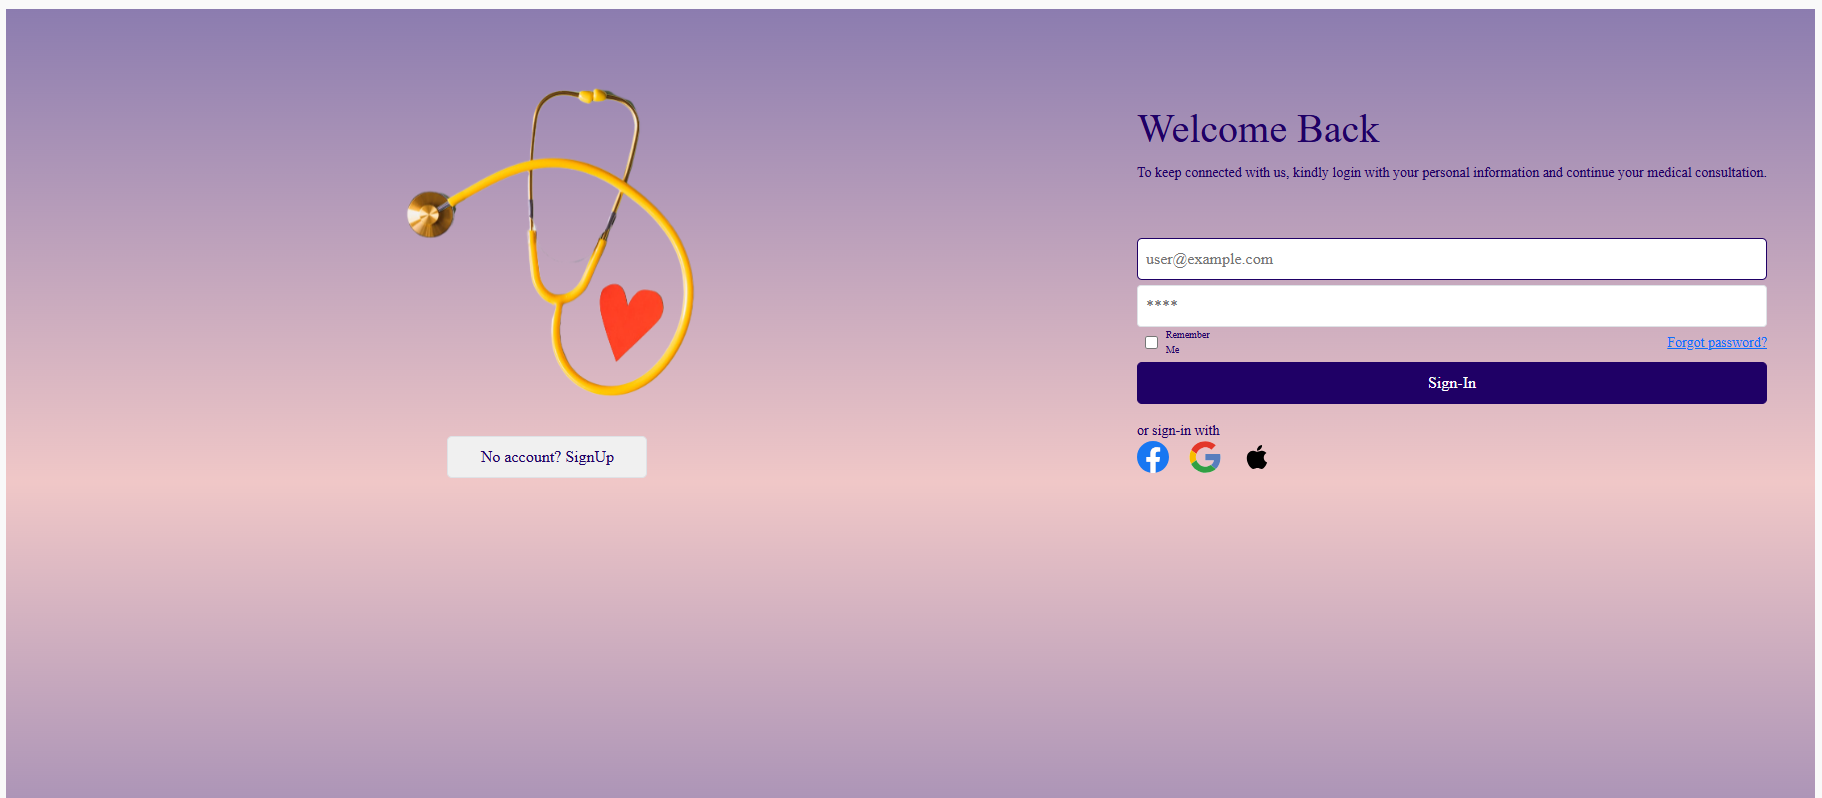 Welcome Back
To keep connected with us, kindly login with your personal information and continue your medical consultation.
user@example.com
****
Remember
Me
Forgot password?
Sign-In
or sign-in with
No account? SignUp